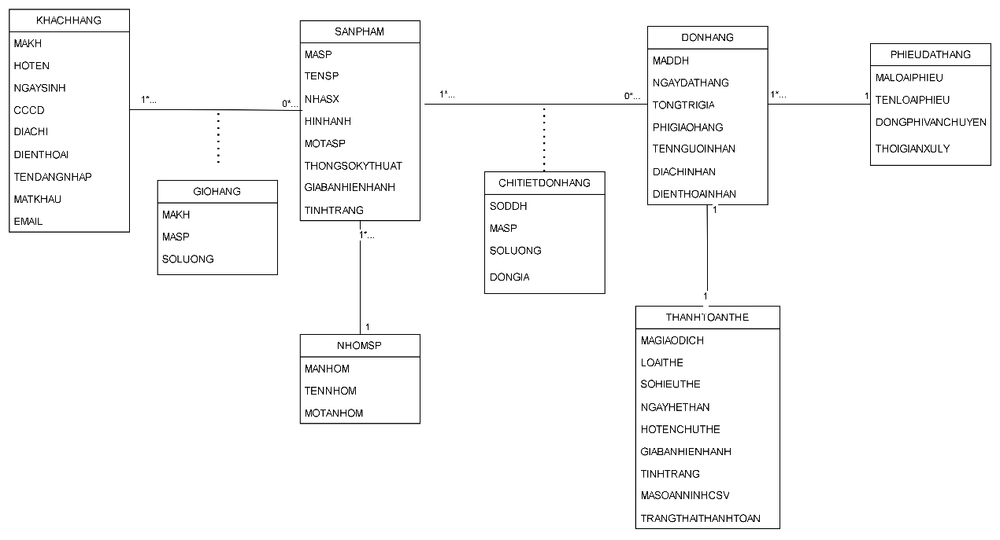 KHACHHANG
MAKH
HOTEN
NGAYSINH
CCCD
DIACHI
DIENTHOAI
TENDANGNHAP
MATKHAU
EMAIL
1*...
0*...
GIOHANG
MAKH
MASP
SOLUONG
SANPHAM
MASP
TENSP
NHASX
HINHANH
MOTASP
THONGSOKYTHUAT
GIABANHIENHANH
TINHTRANG
1*...
1
NHOMSP
MANHOM
TENNHOM
MOTANHOM
1*...
0*...
CHITIETDONHANG
SODDH
MASP
SOLUONG
DONGIA
DONHANG
MADDH
NGAYDATHANG
TONGTRIGIA
PHIGIAOHANG
TENNGUOINHAN
DIACHINHAN
DIENTHOAINHAN
1*...
1
PHIEUDATHANG
MALOAIPHIEU
TENLOAIPHIEU
DONGPHIVANCHUYEN
THOIGIANXULY
1
1
THANHTOANTHE
MAGIAODICH
LOAITHE
SOHIEUTHE
NGAYHETHAN
HOTENCHUTHE
GIABANHIENHANH
TINHTRANG
MASOANNINHCSV
TRANGTHAITHANHTOAN